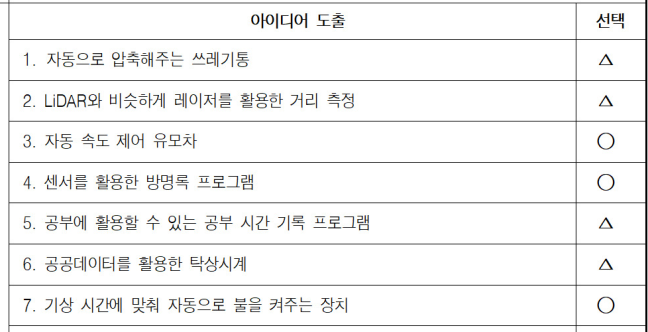 아이디어 도출 선택
1. 자동으로 압축해주는 쓰레기통 △
2. LiDAR와 비슷하게 레이저를 활용한 거리 측정 △
3. 자동 속도 제어 유모차 ○
4. 센서를 활용한 방명록 프로그램 ○
5. 공부에 활용할 수 있는 공부 시간 기록 프로그램 △
6. 공공데이터를 활용한 탁상시계 △
7. 기상 시간에 맞춰 자동으로 불을 켜주는 장치 ○